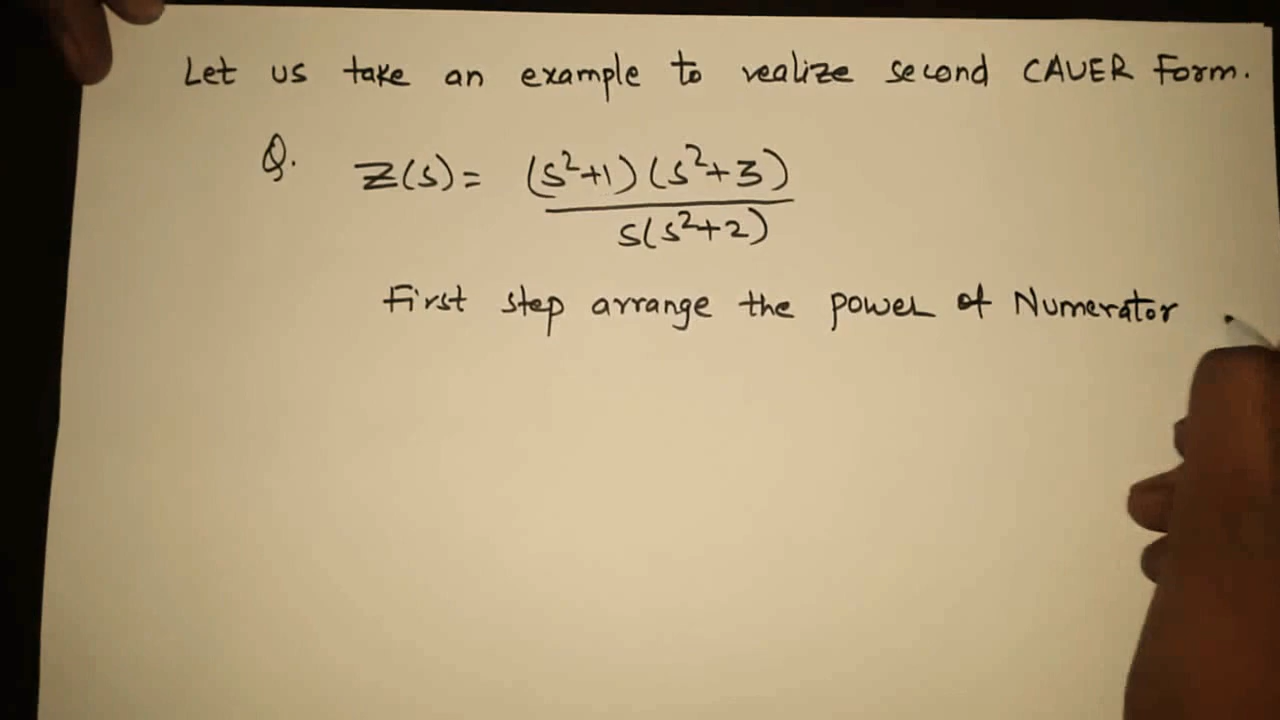 Let us take an example to realize second CAUER Form.
Q. Z(s) = (s²+1)(s²+3)
s(s²+2)
First step arrange the power of Numerator